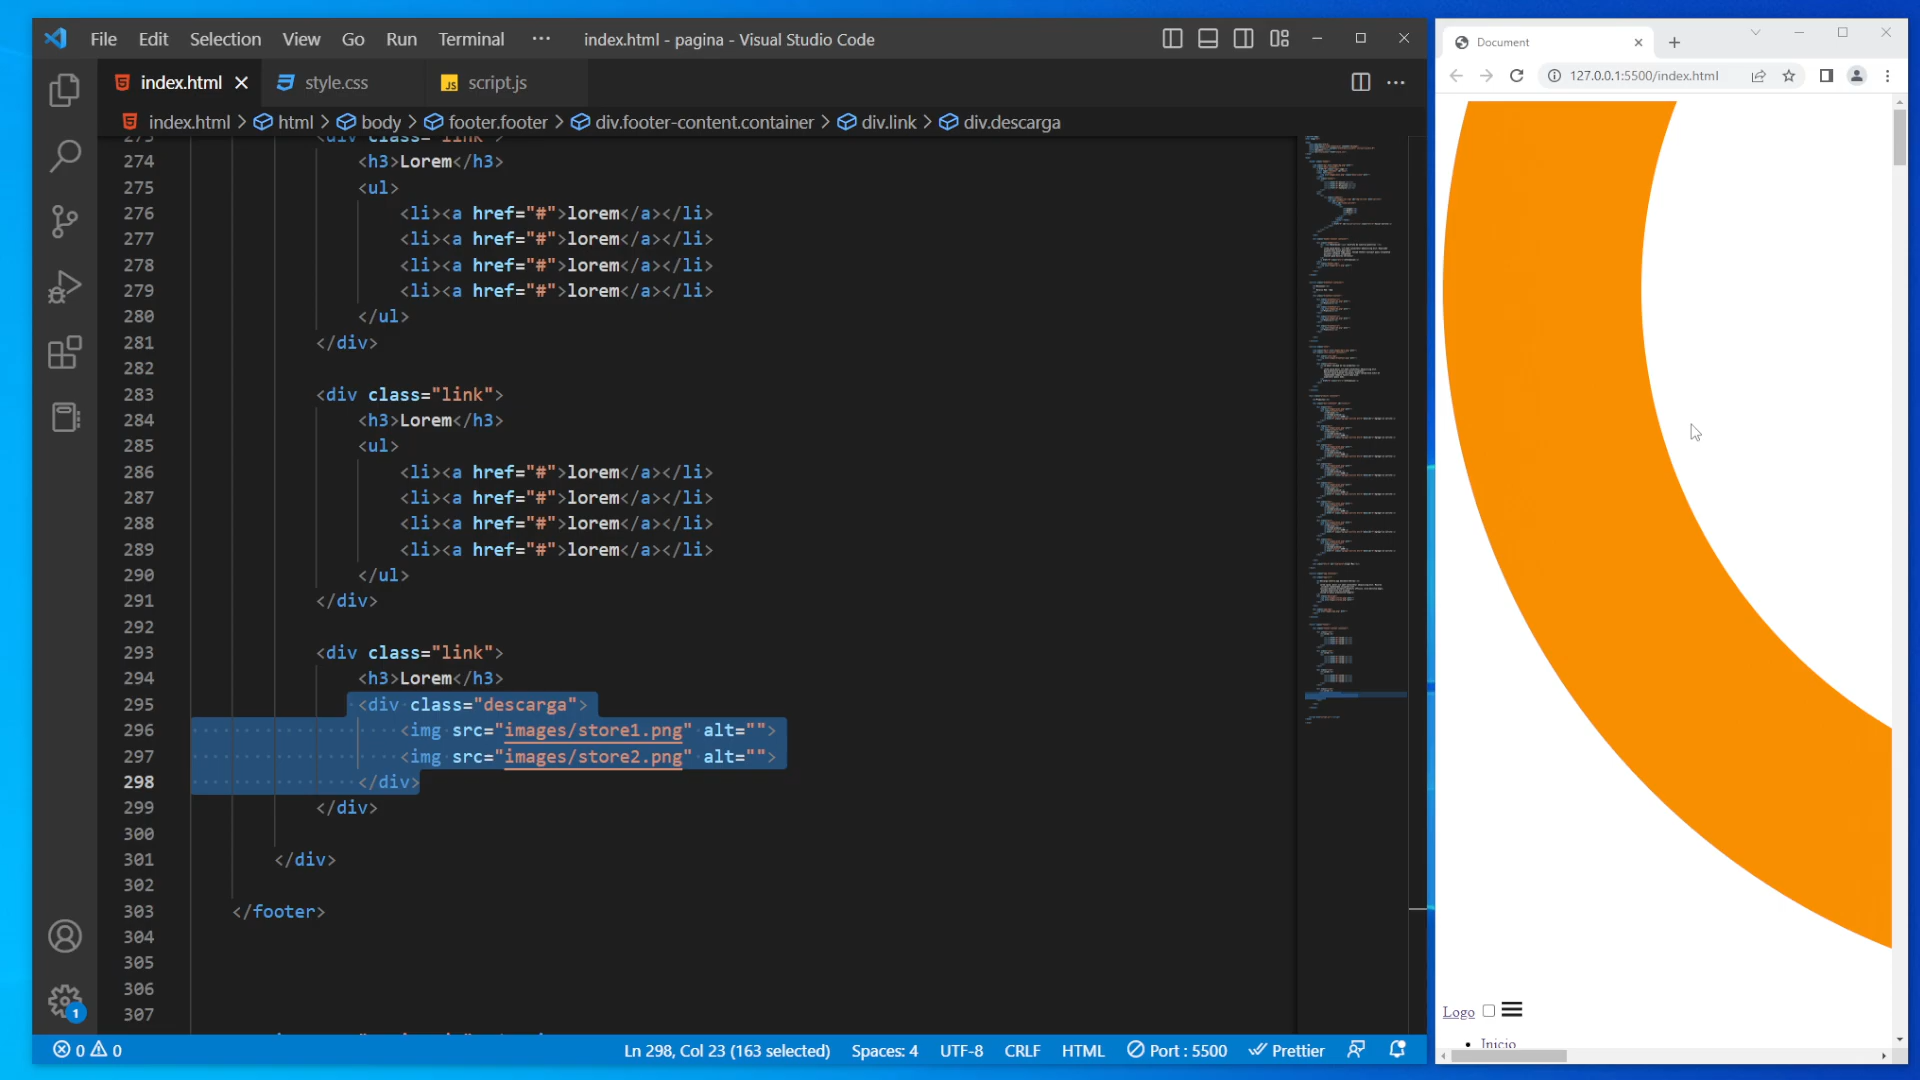 File Edit Selection View Go Run Terminal ··· index.html - pagina - Visual Studio Code
index.html style.css script.js
index.html > html > body > footer.footer > div.footer-content.container > div.link > div.descarga
273 <div class="link">
274 <h3>Lorem</h3>
275 <ul>
276 <li><a href="#">lorem</a></li>
277 <li><a href="#">lorem</a></li>
278 <li><a href="#">lorem</a></li>
279 <li><a href="#">lorem</a></li>
280 </ul>
281 </div>
282
283 <div class="link">
284 <h3>Lorem</h3>
285 <ul>
286 <li><a href="#">lorem</a></li>
287 <li><a href="#">lorem</a></li>
288 <li><a href="#">lorem</a></li>
289 <li><a href="#">lorem</a></li>
290 </ul>
291 </div>
292
293 <div class="link">
294 <h3>Lorem</h3>
295 <div class="descarga">
296 <img src="images/store1.png" alt="">
297 <img src="images/store2.png" alt="">
298 </div>
299 </div>
300
301 </div>
302
303 </footer>
304
305
306
307
1
0 0 Ln 298, Col 23 (163 selected) Spaces: 4 UTF-8 CRLF HTML Port : 5500 Prettier
Document
127.0.0.1:5500/index.html
Logo
Inicio